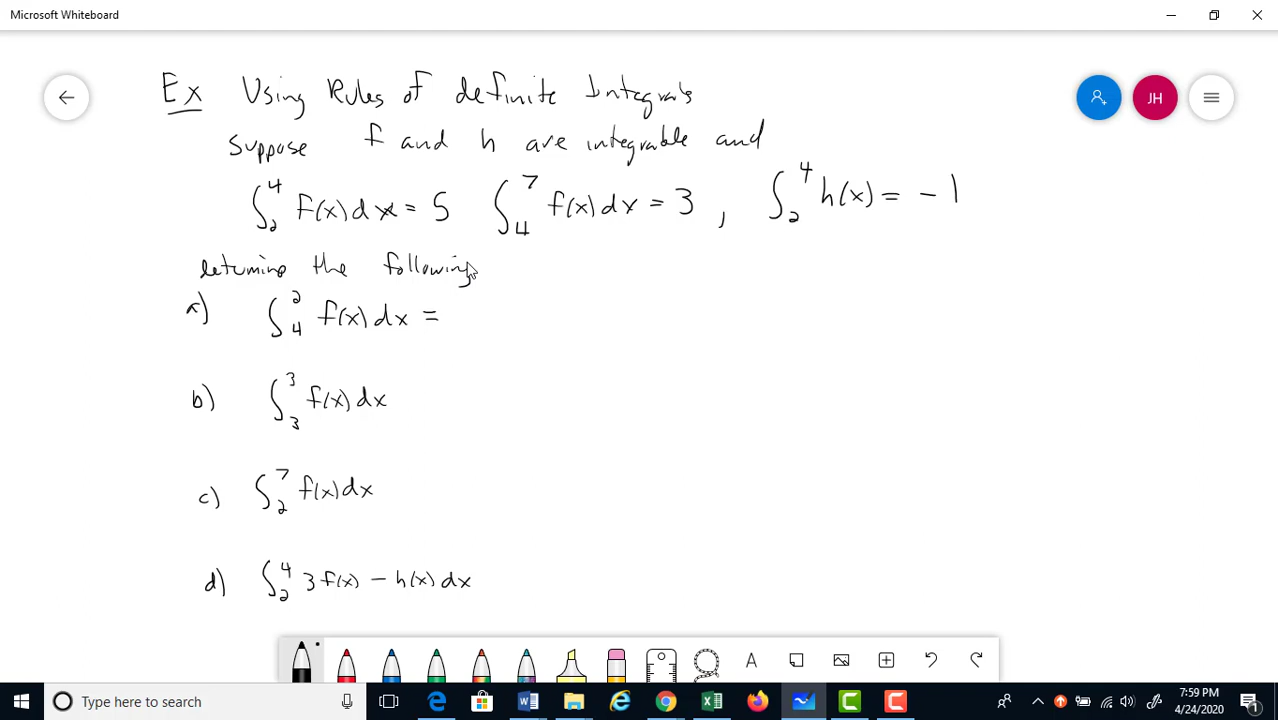 Microsoft Whiteboard
Ex Using Rules of definite Integrals
suppose f and h are integrable and
∫₂⁴ f(x)dx = 5 ∫₄⁷ f(x)dx = 3 , ∫₂⁴ h(x) = -1
determine the following
a) ∫₄² f(x)dx =
b) ∫₃³ f(x)dx
c) ∫₂⁷ f(x)dx
d) ∫₂⁴ 3f(x) - h(x)dx
JH
A
Type here to search
7:59 PM
4/24/2020
1